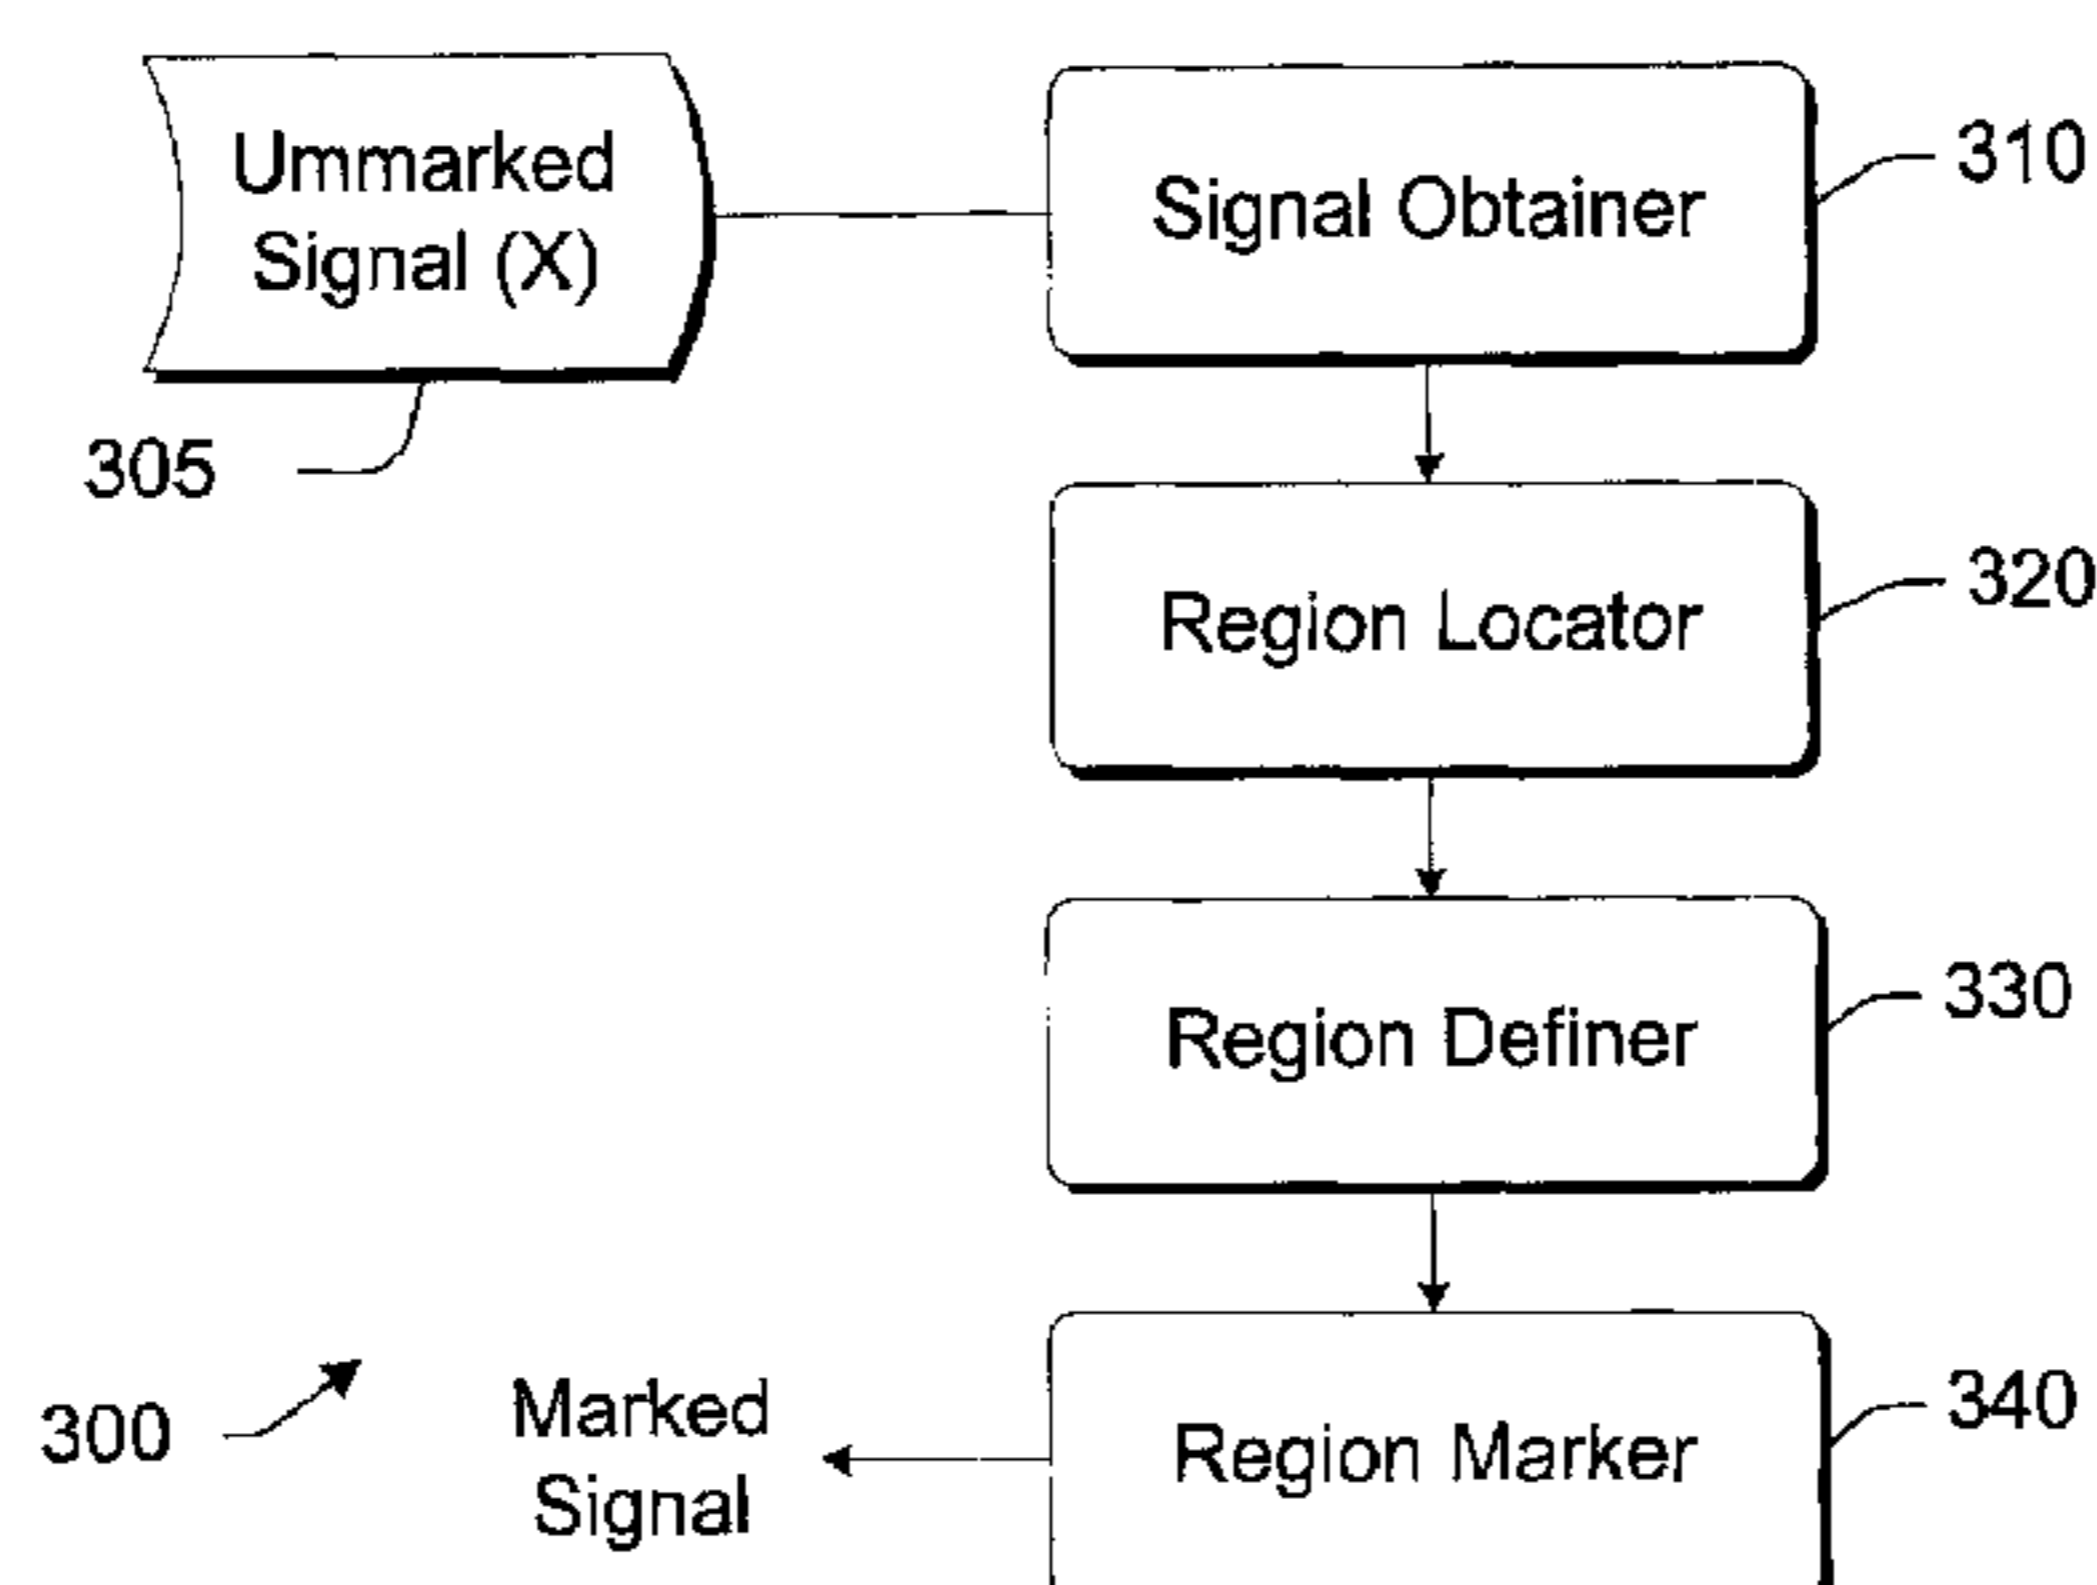 Ummarked
Signal (X)
305
Signal Obtainer
310
Region Locator
320
Region Definer
330
Region Marker
340
Marked
Signal
300